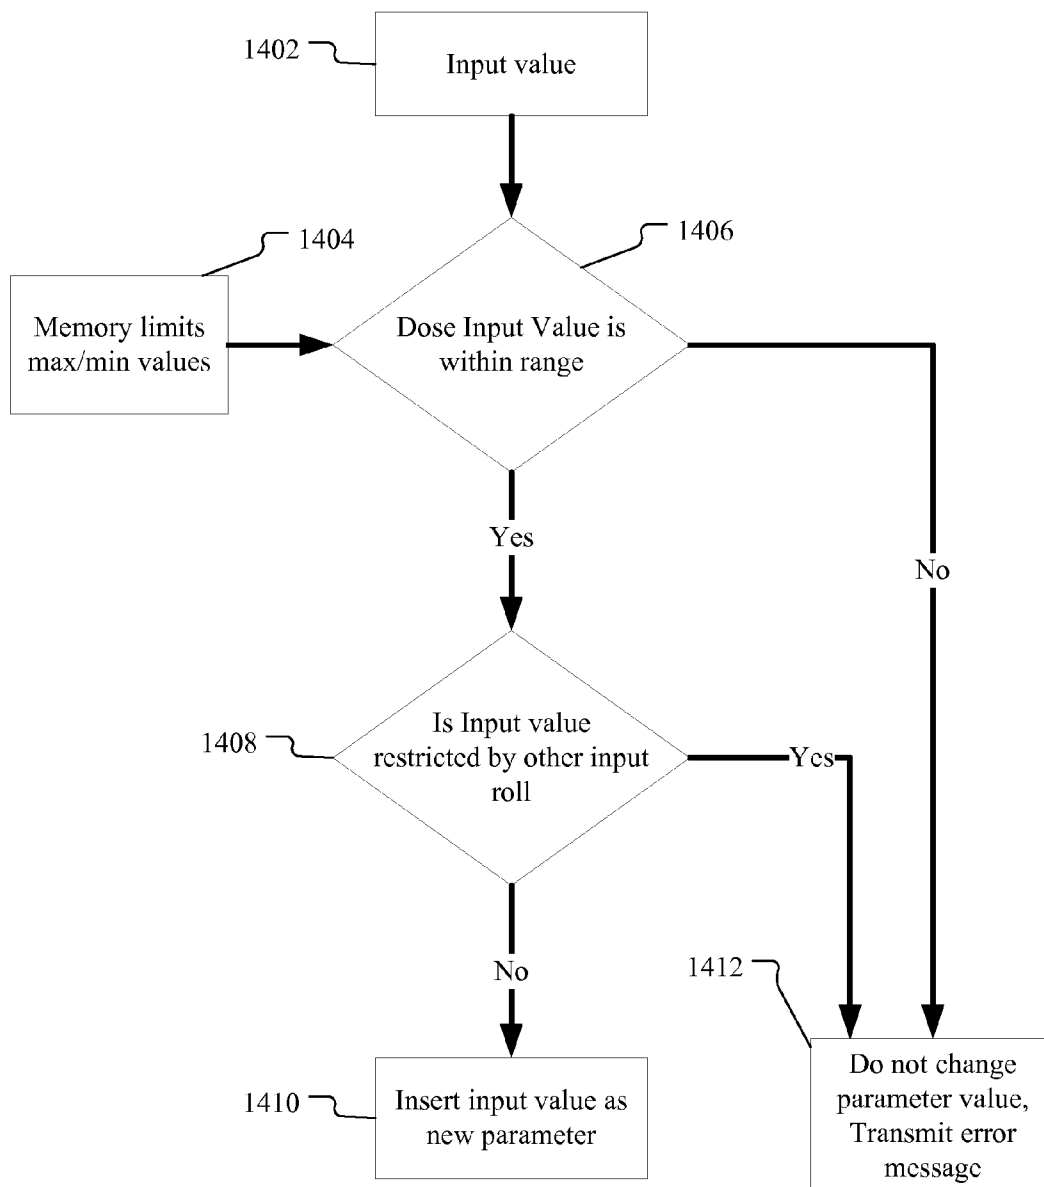 1402
Input value
1404
1406
Memory limits
max/min values
Dose Input Value is
within range
Yes
No
1408
Is Input value
restricted by other input
roll
Yes
No
1412
1410
Insert input value as
new parameter
Do not change
parameter value,
Transmit error
message